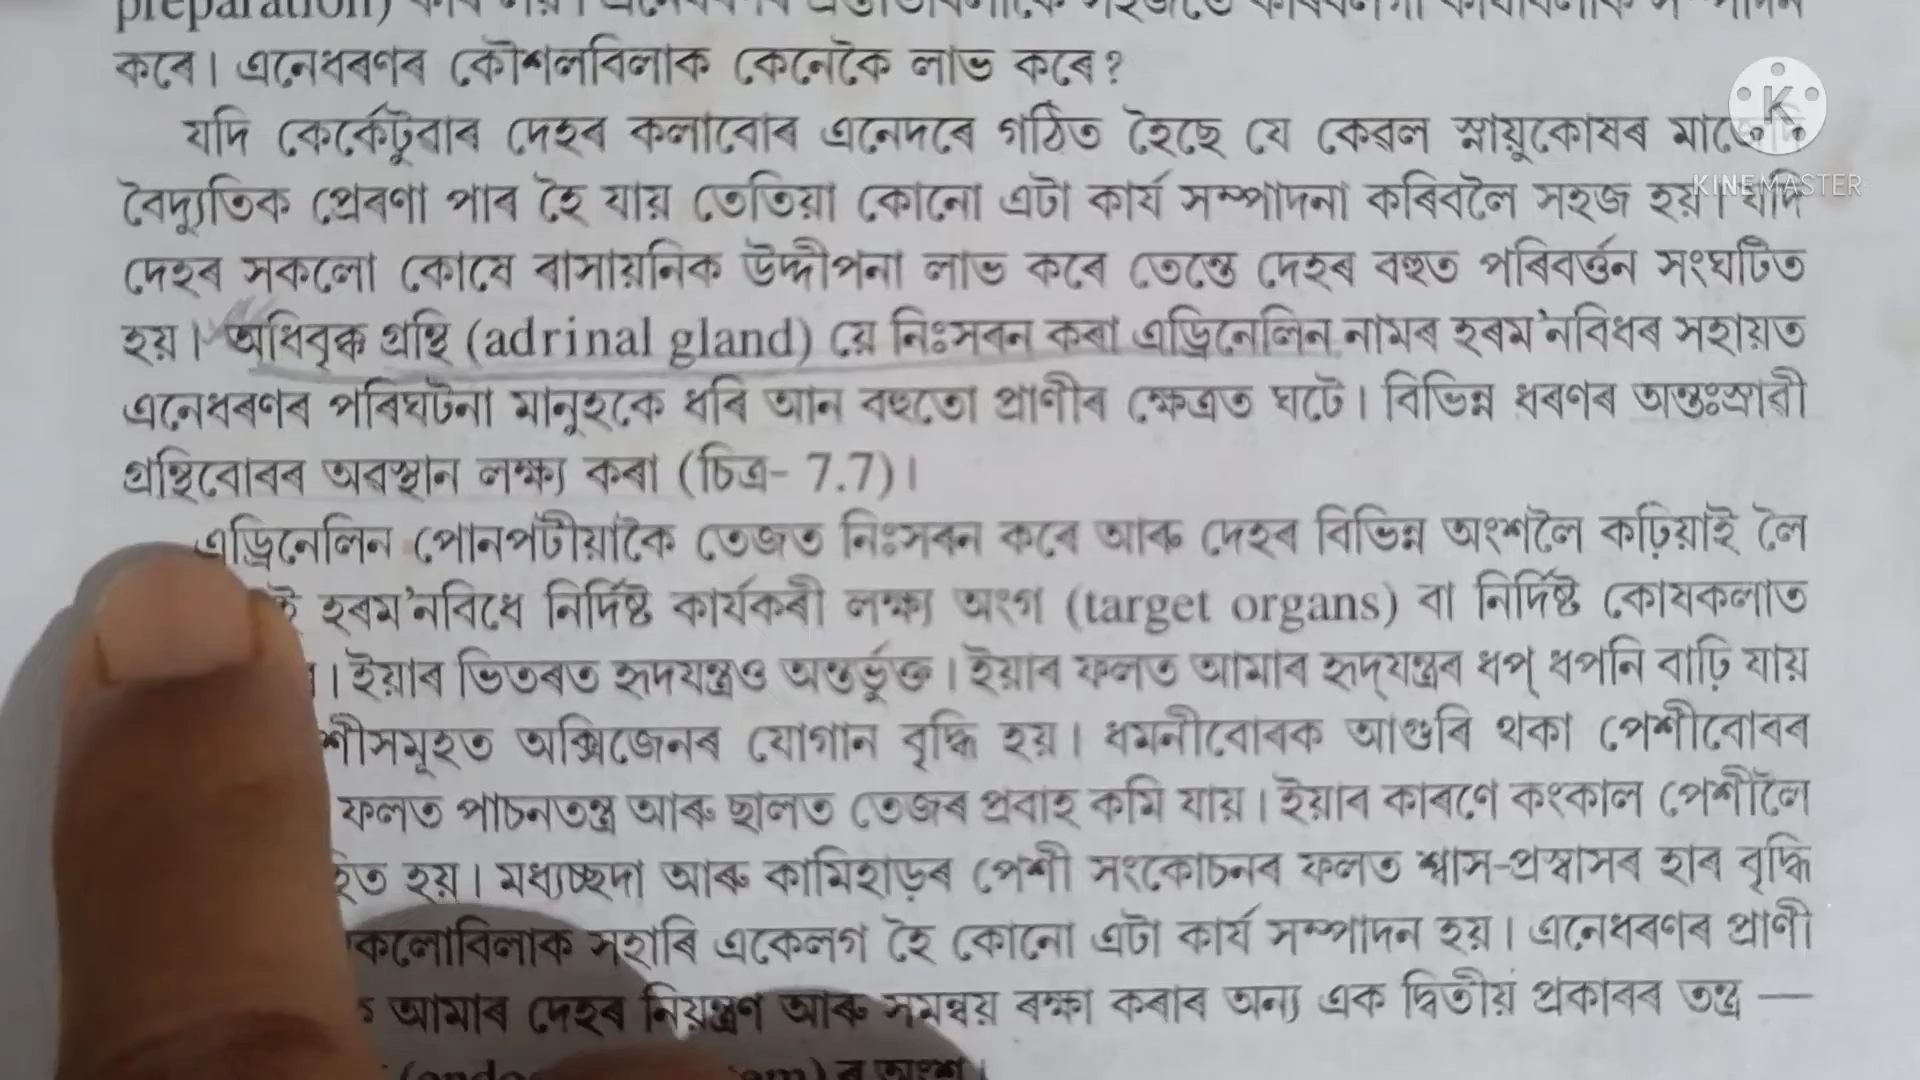 কৰে। এনেধৰণৰ কৌশলবিলাক কেনেকৈ লাভ কৰে?
যদি কেৰ্কেটুৱাৰ দেহৰ কলাবোৰ এনেদৰে গঠিত হৈছে যে কেৱল স্নায়ুকোষৰ
বৈদ্যুতিক প্ৰেৰণা পাৰ হৈ যায় তেতিয়া কোনো এটা কাৰ্য সম্পাদনা কৰিবলৈ সহজ হয়। যদি
দেহৰ সকলো কোষে ৰাসায়নিক উদ্দীপনা লাভ কৰে তেন্তে দেহৰ বহুত পৰিবৰ্তন সংঘটিত
হয়। অধিবৃক্ক গ্ৰন্থি (adrinal gland) য়ে নিঃসৰন কৰা এড্ৰিনেলিন নামৰ হৰম'নবিধৰ সহায়ত
এনেধৰণৰ পৰিঘটনা মানুহকে ধৰি আন বহুতো প্ৰাণীৰ ক্ষেত্ৰত ঘটে। বিভিন্ন ধৰণৰ অন্তঃস্ৰাৱী
গ্ৰন্থিবোৰৰ অৱস্থান লক্ষ্য কৰা (চিত্ৰ- 7.7)।
এড্ৰিনেলিন পোনপটীয়াকৈ তেজত নিঃসৰন কৰে আৰু দেহৰ বিভিন্ন অংশলৈ কঢ়িয়াই লৈ
হৰম'নবিধে নিৰ্দিষ্ট কাৰ্যকৰী লক্ষ্য অংগ (target organs) বা নিৰ্দিষ্ট কোষকলাত
। ইয়াৰ ভিতৰত হৃদযন্ত্ৰও অন্তৰ্ভুক্ত। ইয়াৰ ফলত আমাৰ হৃদ্‌যন্ত্ৰৰ ধপ্ ধপনি বাঢ়ি যায়
শীসমূহত অক্সিজেনৰ যোগান বৃদ্ধি হয়। ধমনীবোৰক আগুৰি থকা পেশীবোৰৰ
ফলত পাচনতন্ত্ৰ আৰু ছালত তেজৰ প্ৰবাহ কমি যায়। ইয়াৰ কাৰণে কংকাল পেশীলৈ
হিত হয়। মধ্যচ্ছদা আৰু কামিহাড়ৰ পেশী সংকোচনৰ ফলত শ্বাস-প্ৰস্বাসৰ হাৰ বৃদ্ধি
কলোবিলাক সহাৰি একেলগ হৈ কোনো এটা কাৰ্য সম্পাদন হয়। এনেধৰণৰ প্ৰাণী
আমাৰ দেহৰ নিয়ন্ত্ৰণ আৰু সমন্বয় ৰক্ষা কৰাৰ অন্য এক দ্বিতীয় প্ৰকাৰৰ তন্ত্ৰ —
K
KINEMASTER